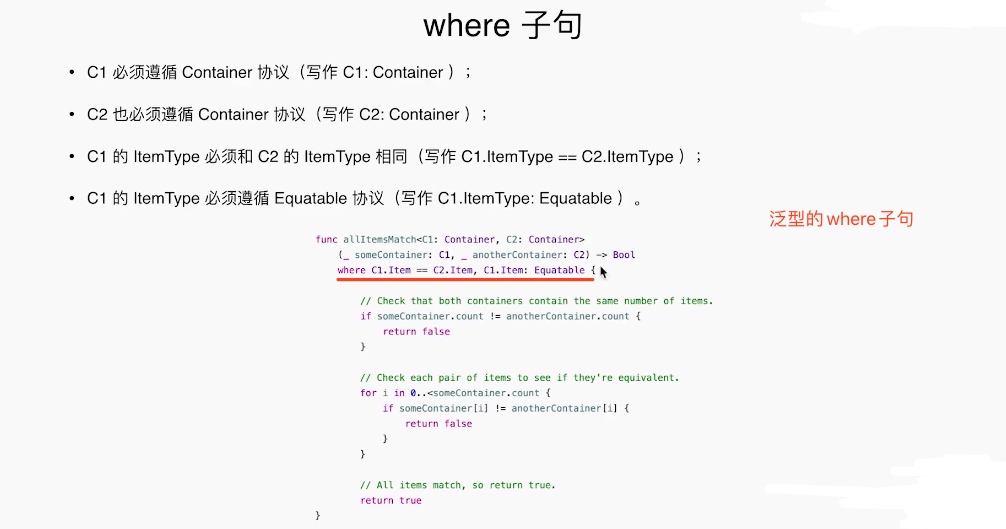 where 子句
• C1 必须遵循 Container 协议（写作 C1: Container ）；
• C2 也必须遵循 Container 协议（写作 C2: Container ）；
• C1 的 ItemType 必须和 C2 的 ItemType 相同（写作 C1.ItemType == C2.ItemType ）；
• C1 的 ItemType 必须遵循 Equatable 协议（写作 C1.ItemType: Equatable ）。
泛型的where子句
func allItemsMatch<C1: Container, C2: Container>
(_ someContainer: C1, _ anotherContainer: C2) -> Bool
where C1.Item == C2.Item, C1.Item: Equatable {
// Check that both containers contain the same number of items.
if someContainer.count != anotherContainer.count {
return false
}
// Check each pair of items to see if they're equivalent.
for i in 0..<someContainer.count {
if someContainer[i] != anotherContainer[i] {
return false
}
}
// All items match, so return true.
return true
}